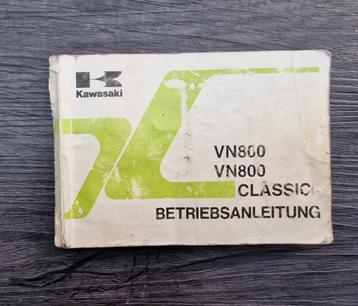 Kawasaki
VN800
VN800
CLASSIC
BETRIEBSANLEITUNG